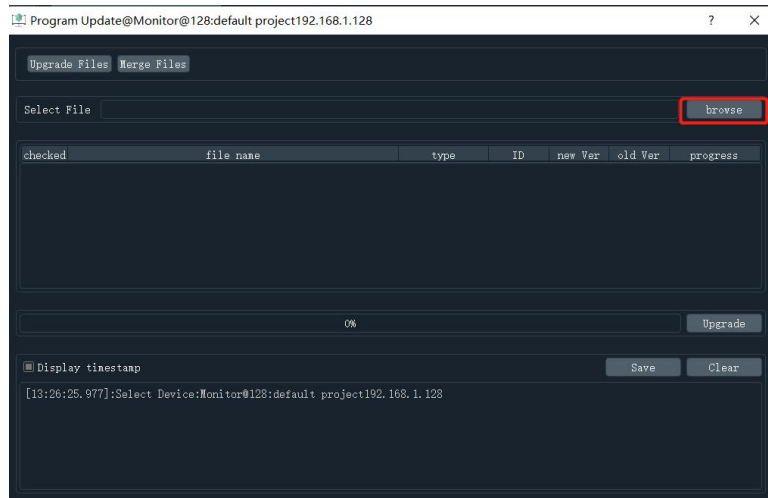 Program Update@Monitor@128:default project192.168.1.128 ? ×
Upgrade Files Merge Files
Select File browse
checked file name type ID new Ver old Ver progress
0% Upgrade
Display timestamp Save Clear
[13:26:25.977]:Select Device:Monitor@128:default project192.168.1.128